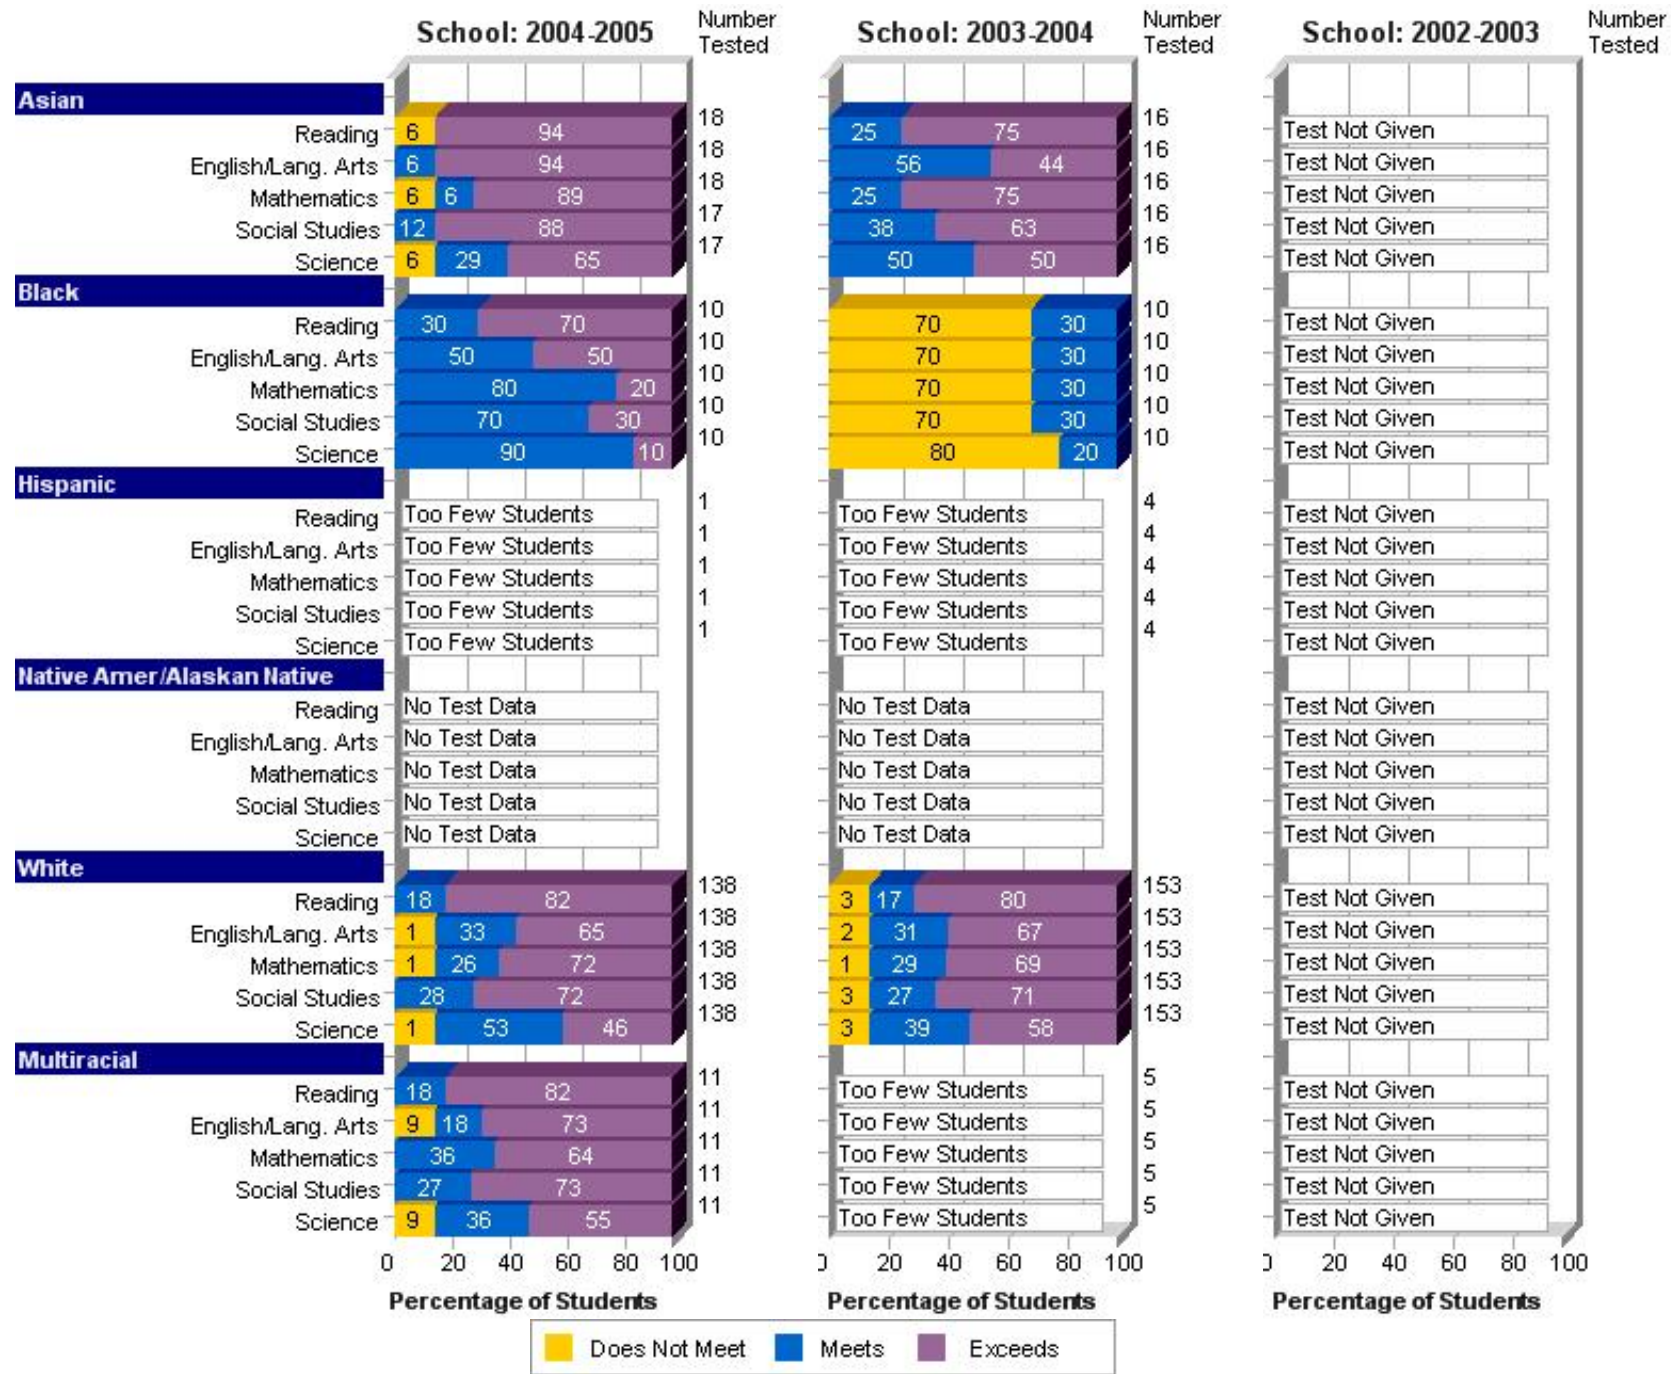 School: 2004-2005 Number Tested School: 2003-2004 Number Tested School: 2002-2003 Number Tested
Asian
Reading 6 94 18 25 75 16 Test Not Given
English/Lang. Arts 6 94 18 56 44 16 Test Not Given
Mathematics 6 6 89 18 25 75 16 Test Not Given
Social Studies 12 88 17 38 63 16 Test Not Given
Science 6 29 65 17 50 50 16 Test Not Given
Black
Reading 30 70 10 70 30 10 Test Not Given
English/Lang. Arts 50 50 10 70 30 10 Test Not Given
Mathematics 80 20 10 70 30 10 Test Not Given
Social Studies 70 30 10 70 30 10 Test Not Given
Science 90 10 10 80 20 10 Test Not Given
Hispanic
Reading Too Few Students 1 Too Few Students 4 Test Not Given
English/Lang. Arts Too Few Students 1 Too Few Students 4 Test Not Given
Mathematics Too Few Students 1 Too Few Students 4 Test Not Given
Social Studies Too Few Students 1 Too Few Students 4 Test Not Given
Science Too Few Students 1 Too Few Students 4 Test Not Given
Native Amer/Alaskan Native
Reading No Test Data No Test Data Test Not Given
English/Lang. Arts No Test Data No Test Data Test Not Given
Mathematics No Test Data No Test Data Test Not Given
Social Studies No Test Data No Test Data Test Not Given
Science No Test Data No Test Data Test Not Given
White
Reading 18 82 138 3 17 80 153 Test Not Given
English/Lang. Arts 1 33 65 138 2 31 67 153 Test Not Given
Mathematics 1 26 72 138 1 29 69 153 Test Not Given
Social Studies 28 72 138 3 27 71 153 Test Not Given
Science 1 53 46 138 3 39 58 153 Test Not Given
Multiracial
Reading 18 82 11 Too Few Students 5 Test Not Given
English/Lang. Arts 9 18 73 11 Too Few Students 5 Test Not Given
Mathematics 36 64 11 Too Few Students 5 Test Not Given
Social Studies 27 73 11 Too Few Students 5 Test Not Given
Science 9 36 55 11 Too Few Students 5 Test Not Given
0 20 40 60 80 100 0 20 40 60 80 100 0 20 40 60 80 100
Percentage of Students Percentage of Students Percentage of Students
Does Not Meet Meets Exceeds